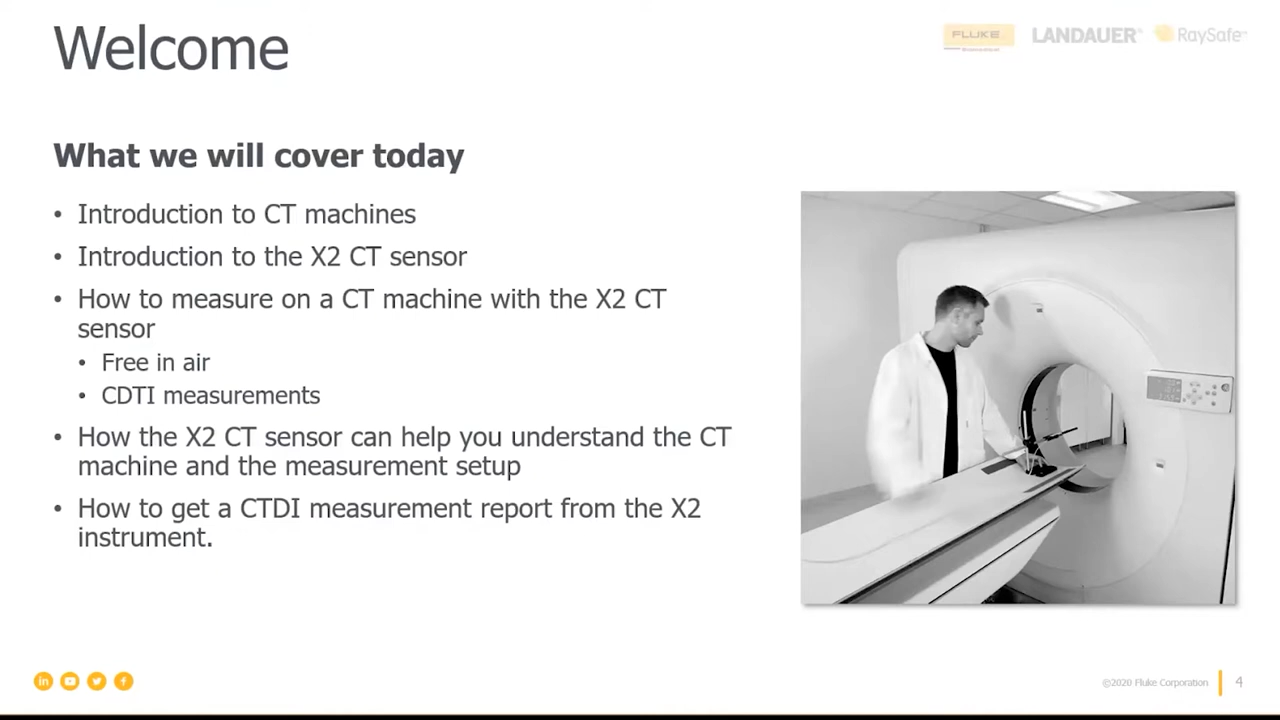 Welcome
FLUKE
LANDAUER®
RaySafe™
What we will cover today
• Introduction to CT machines
• Introduction to the X2 CT sensor
• How to measure on a CT machine with the X2 CT
sensor
• Free in air
• CDTI measurements
• How the X2 CT sensor can help you understand the CT
machine and the measurement setup
• How to get a CTDI measurement report from the X2
instrument.
in
f
©2020 Fluke Corporation
4